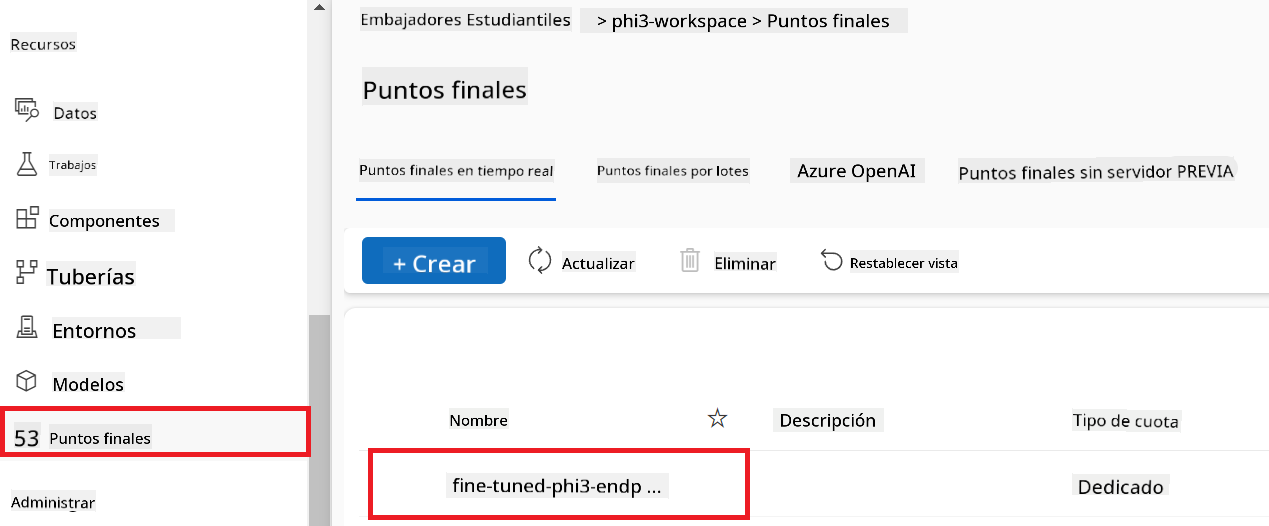 Recursos
Datos
Trabajos
Componentes
Tuberías
Entornos
Modelos
53 Puntos finales
Administrar
Embajadores Estudiantiles > phi3-workspace > Puntos finales
Puntos finales
Puntos finales en tiempo real Puntos finales por lotes Azure OpenAI Puntos finales sin servidor PREVIA
+ Crear Actualizar Eliminar Restablecer vista
Nombre Descripción Tipo de cuota
fine-tuned-phi3-endp ... Dedicado